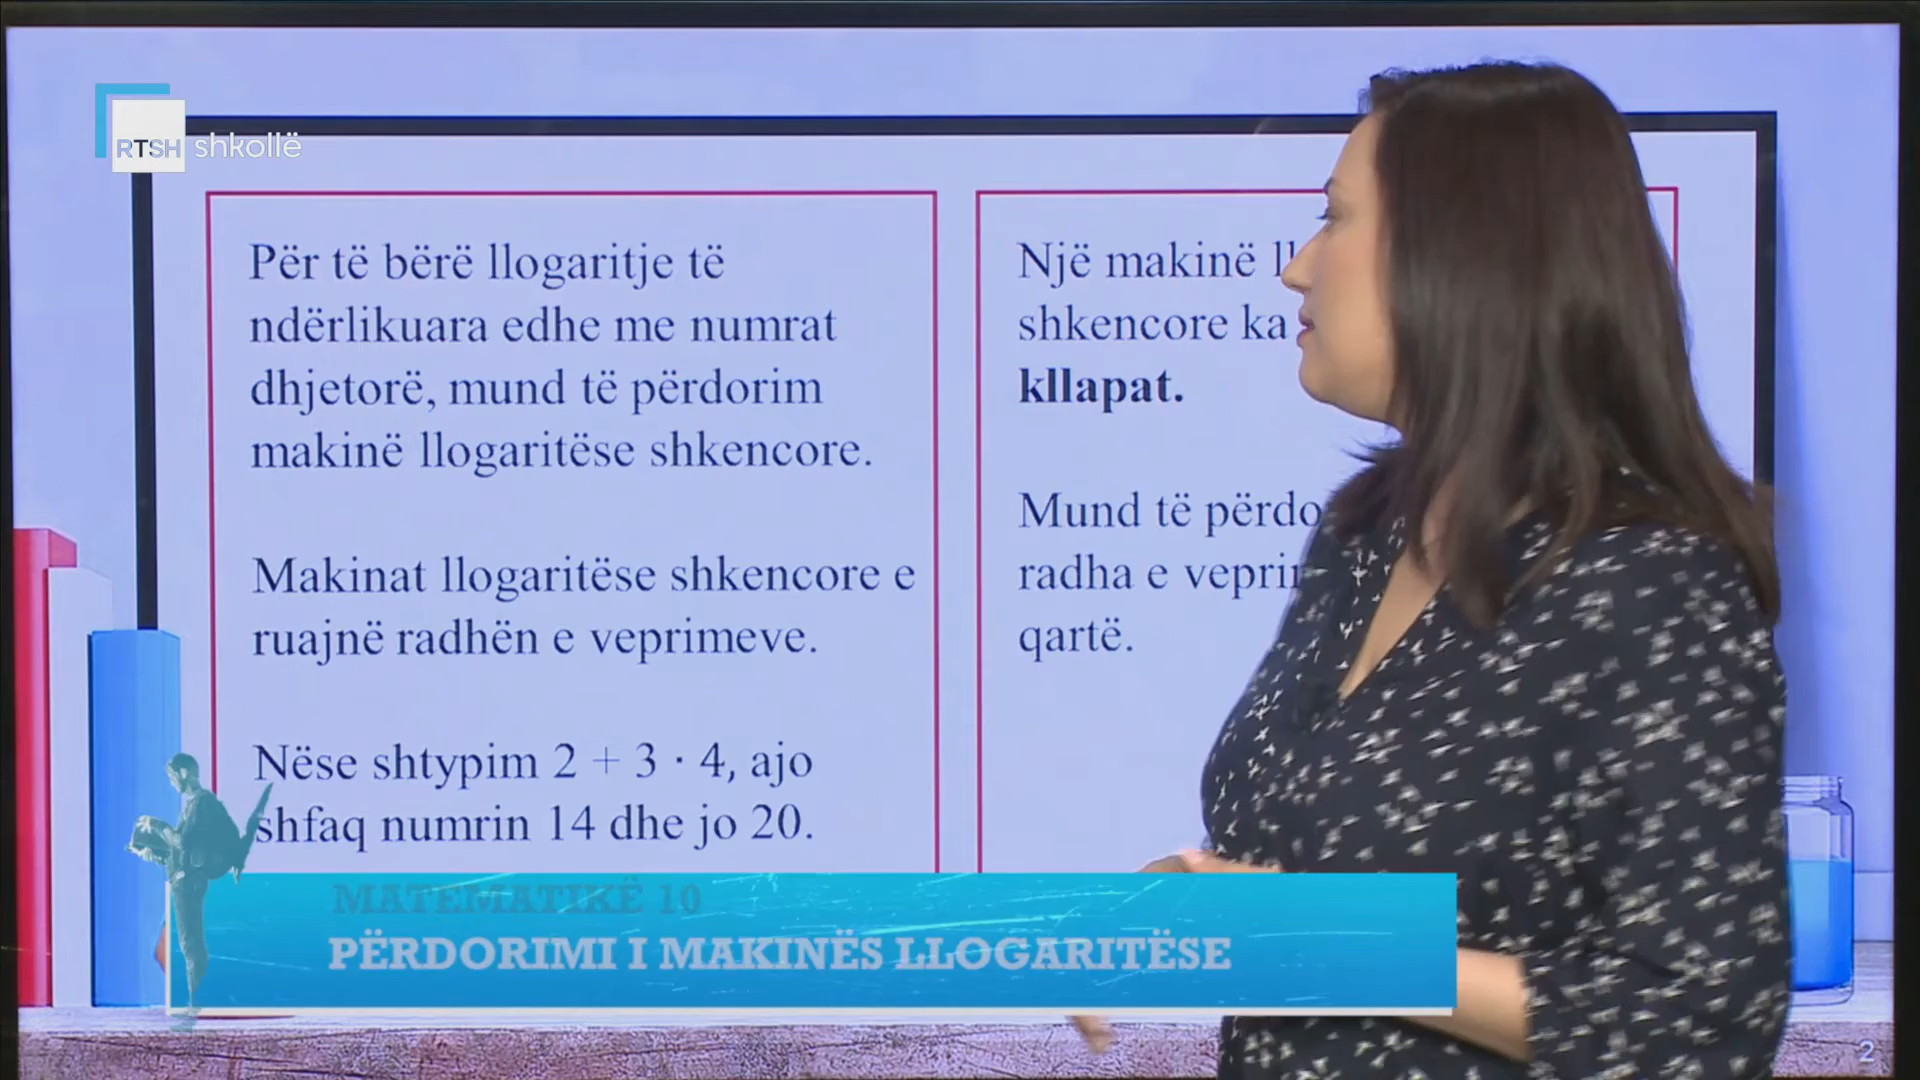 RTSH shkollë
Për të bërë llogaritje të
ndërlikuara edhe me numrat
dhjetorë, mund të përdorim
makinë llogaritëse shkencore.
Makinat llogaritëse shkencore e
ruajnë radhën e veprimeve.
Nëse shtypim 2 + 3 · 4, ajo
shfaq numrin 14 dhe jo 20.
Një makinë
shkencore ka
kllapat.
Mund të
radha e
qartë.
MATEMATIKË 10
PËRDORIMI I MAKINËS LLOGARITËSE
2